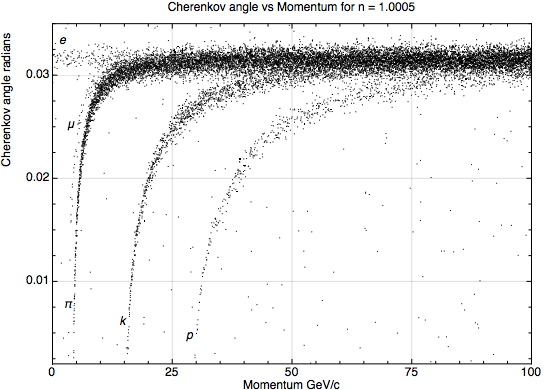 Cherenkov angle vs Momentum for n = 1.0005
Cherenkov angle radians
e
0.03
μ
0.02
0.01
π
k
p
0
25
50
75
100
Momentum GeV/c